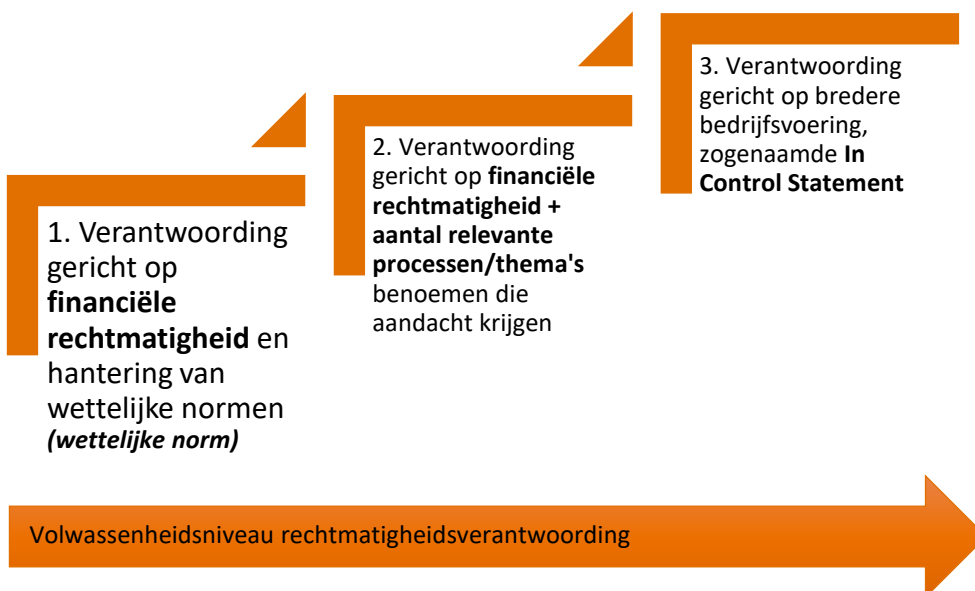 1. Verantwoording
gericht op
financiële
rechtmatigheid en
hantering van
wettelijke normen
(wettelijke norm)
2. Verantwoording
gericht op financiële
rechtmatigheid +
aantal relevante
processen/thema's
benoemen die
aandacht krijgen
3. Verantwoording
gericht op bredere
bedrijfsvoering,
zogenaamde In
Control Statement
Volwassenheidsniveau rechtmatigheidsverantwoording